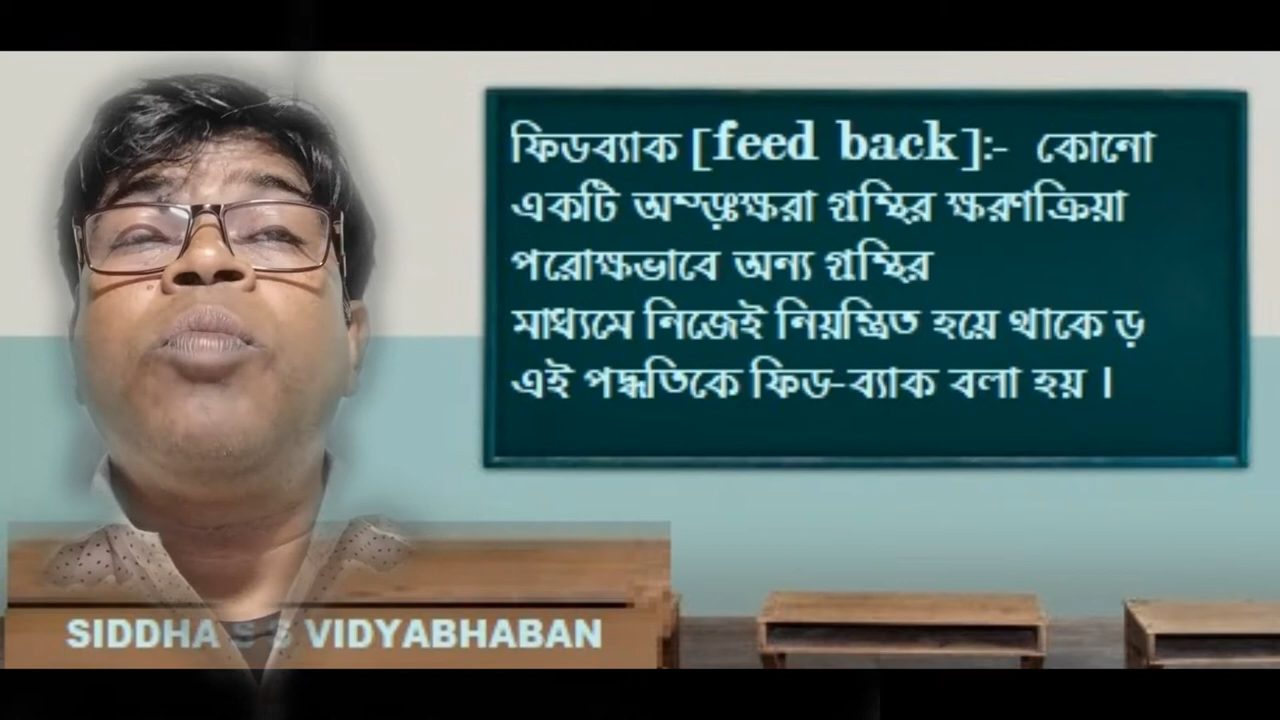 ফিডব্যাক [feed back]:- কোনো
একটি অন্ড়ঃক্ষরা গ্রন্থির ক্ষরণক্রিয়া
পরোক্ষভাবে অন্য গ্রন্থির
মাধ্যমে নিজেই নিয়ন্ত্রিত হয়ে থাকে ড়
এই পদ্ধতিকে ফিড-ব্যাক বলা হয় ।
SIDDHA S S VIDYABHABAN